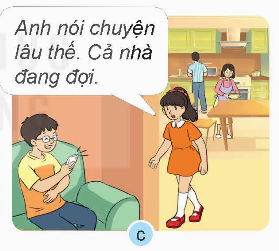 Anh nói chuyện
lâu thế. Cả nhà
đang đợi.
C